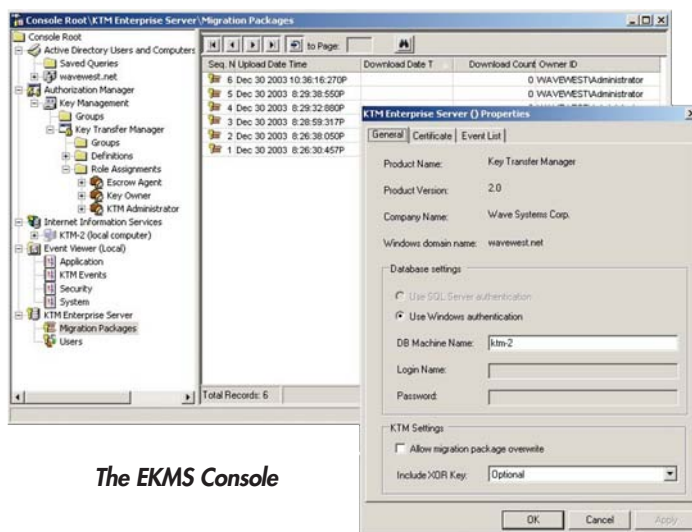 Console Root\KTM Enterprise Server\Migration Packages
Console Root
Active Directory Users and Computers
Saved Queries
wavewest.net
Authorization Manager
Key Management
Groups
Key Transfer Manager
Groups
Definitions
Role Assignments
Escrow Agent
Key Owner
KTM Administrator
Internet Information Services
KTM-2 (local computer)
Event Viewer (Local)
Application
KTM Events
Security
System
KTM Enterprise Server
Migration Packages
Users
to Page:
Seq. N Upload Date Time Download Date T Download Count Owner ID
6 Dec 30 2003 10:36:16:270P 0 WAVEWEST\Administrator
5 Dec 30 2003 8:29:38:550P 0 WAVEWEST\Administrator
4 Dec 30 2003 8:29:32:880P
3 Dec 30 2003 8:28:59:317P
2 Dec 30 2003 8:26:38:050P
1 Dec 30 2003 8:26:30:457P
Total Records: 6
KTM Enterprise Server () Properties
General Certificate Event List
Product Name: Key Transfer Manager
Product Version: 2.0
Company Name: Wave Systems Corp.
Windows domain name: wavewest.net
Database settings
Use SQL Server authentication
Use Windows authentication
DB Machine Name: ktm-2
Login Name:
Password:
KTM Settings
Allow migration package overwrite
Include XOR Key: Optional
OK Cancel Apply
The EKMS Console